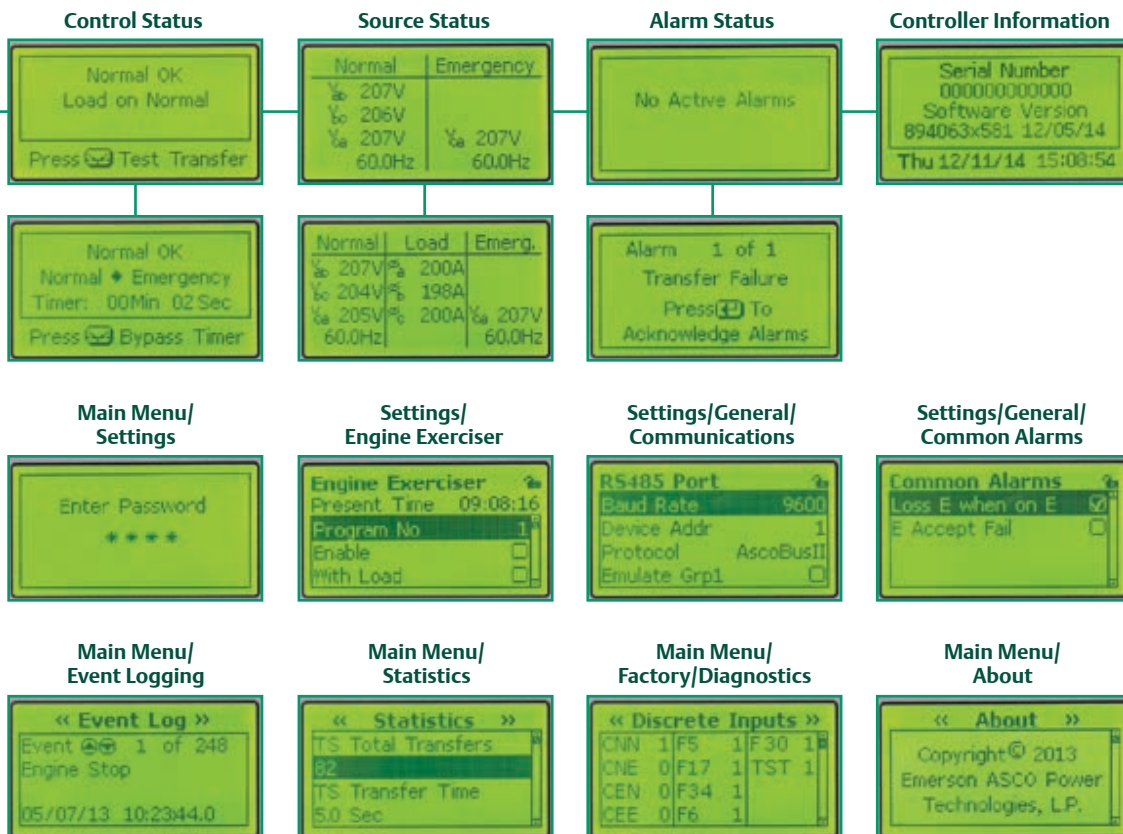 Control Status
Source Status
Alarm Status
Controller Information
Normal OK
Load on Normal
Press Test Transfer
Normal Emergency
Vab 207V
Vbc 206V
Vca 207V Vca 207V
60.0Hz 60.0Hz
No Active Alarms
Serial Number
000000000000
Software Version
894063x581 12/05/14
Thu 12/11/14 15:08:54
Normal OK
Normal Emergency
Timer: 00Min 02Sec
Press Bypass Timer
Normal Load Emerg.
Vab 207V 200A
Vbc 204V 198A
Vca 205V 200A Vca 207V
60.0Hz 60.0Hz
Alarm 1 of 1
Transfer Failure
Press To
Acknowledge Alarms
Main Menu/
Settings
Settings/
Engine Exerciser
Settings/General/
Communications
Settings/General/
Common Alarms
Enter Password
****
Engine Exerciser
Present Time 09:08:16
Program No 1
Enable
With Load
RS485 Port
Baud Rate 9600
Device Addr 1
Protocol AscoBusII
Emulate Grp1
Common Alarms
Loss E when on E
E Accept Fail
Main Menu/
Event Logging
Main Menu/
Statistics
Main Menu/
Factory/Diagnostics
Main Menu/
About
« Event Log »
Event 1 of 248
Engine Stop
05/07/13 10:23:44.0
« Statistics »
TS Total Transfers
82
TS Transfer Time
5.0 Sec
« Discrete Inputs »
CNN 1 F5 1 F30 1
CNE 0 F17 1 TST 1
CEN 0 F34 1
CEE 0 F6 1
« About »
Copyright© 2013
Emerson ASCO Power
Technologies, L.P.